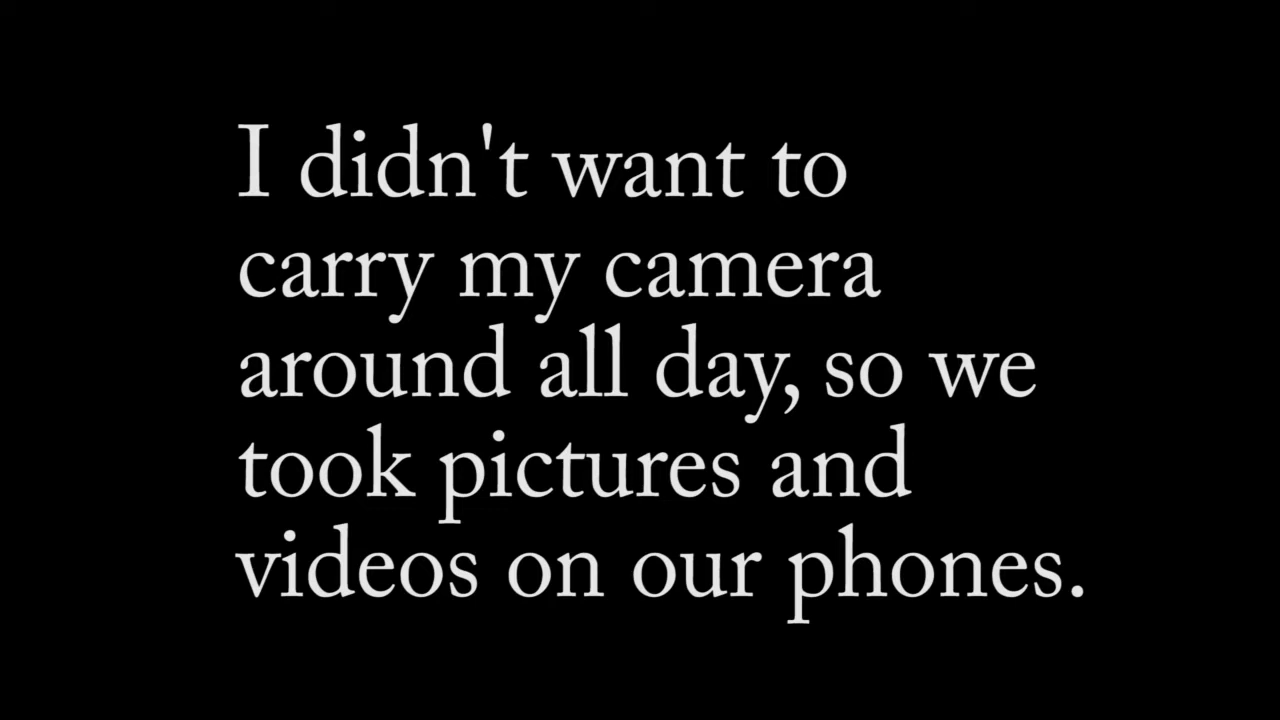 I didn't want to
carry my camera
around all day, so we
took pictures and
videos on our phones.